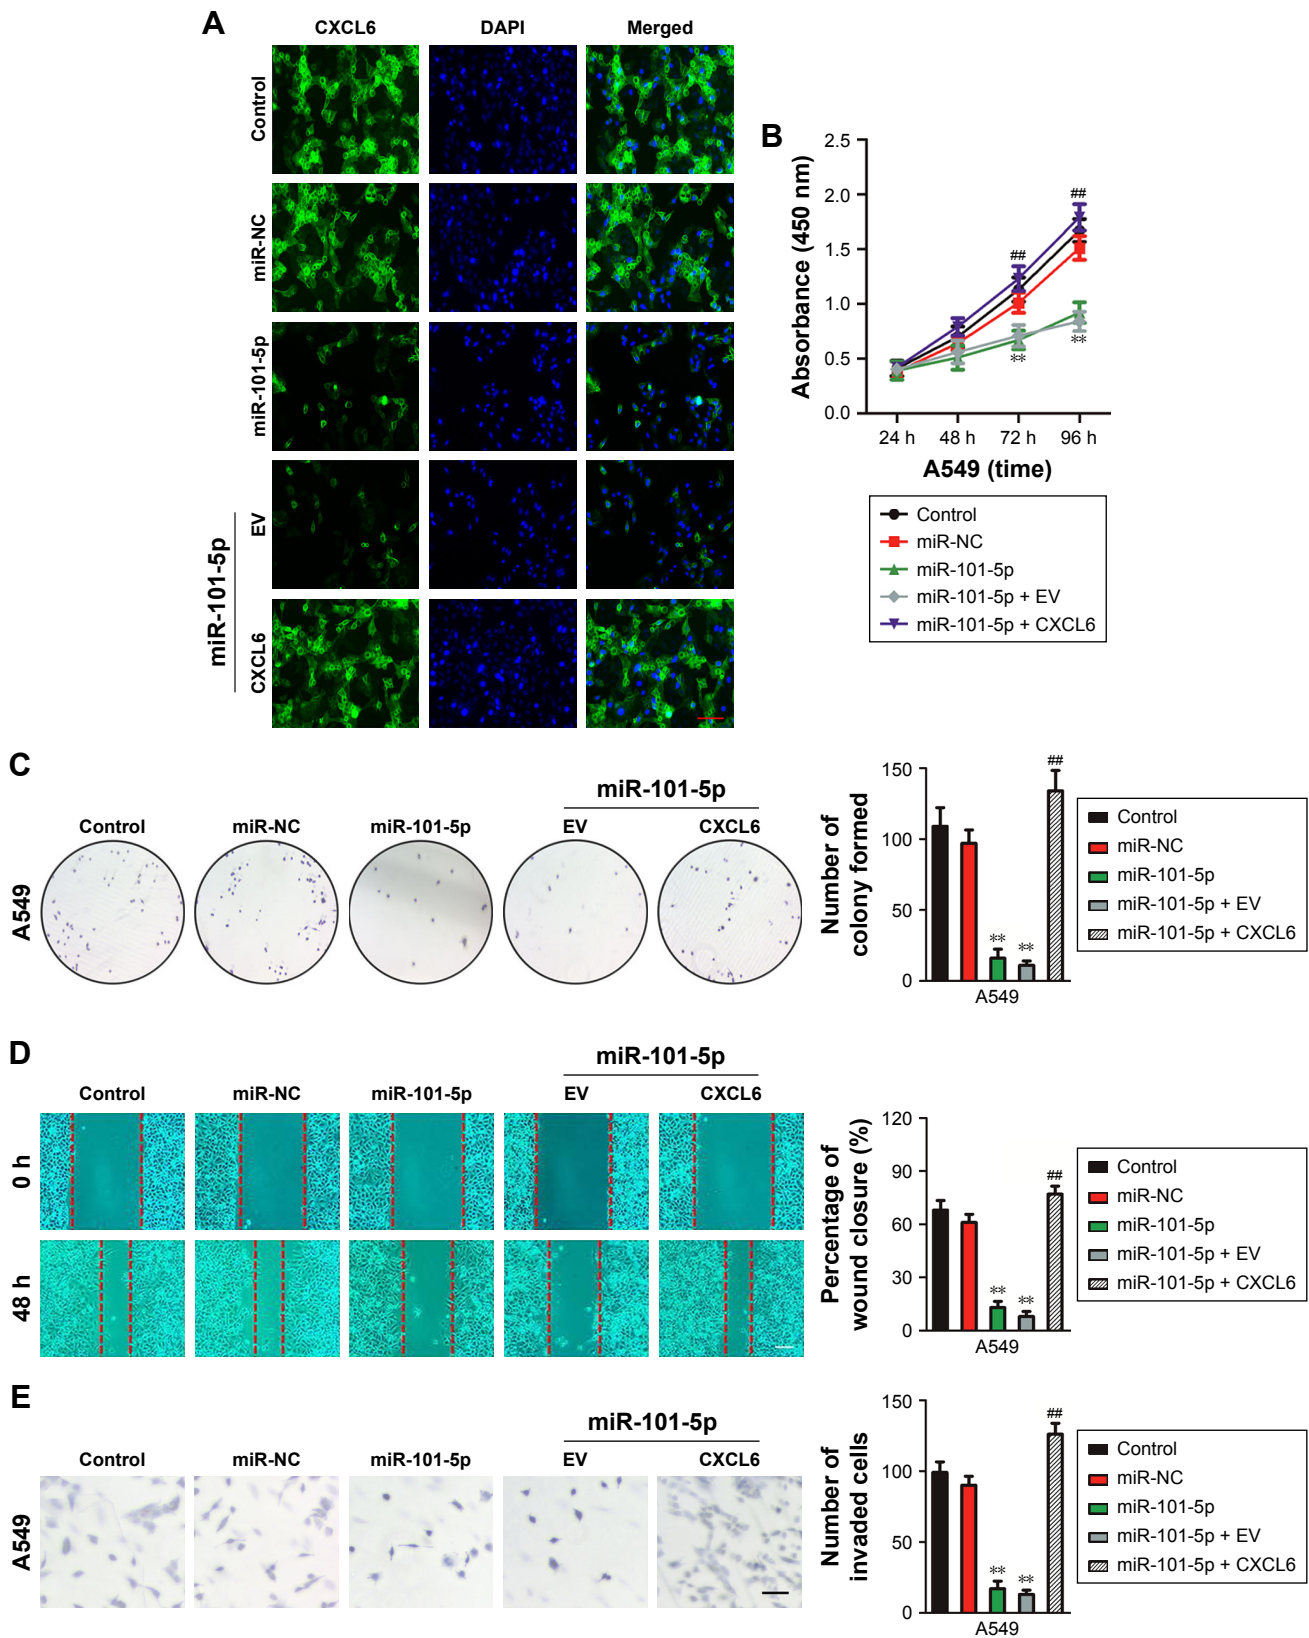 A
CXCL6 DAPI Merged
Control
miR-NC
miR-101-5p
miR-101-5p
EV
CXCL6
B
Absorbance (450 nm)
2.5
2.0
1.5
1.0
0.5
0.0
##
##
**
**
24 h 48 h 72 h 96 h
A549 (time)
Control
miR-NC
miR-101-5p
miR-101-5p + EV
miR-101-5p + CXCL6
C
miR-101-5p
Control miR-NC miR-101-5p EV CXCL6
A549
Number of
colony formed
150
100
50
0
** ** ##
A549
Control
miR-NC
miR-101-5p
miR-101-5p + EV
miR-101-5p + CXCL6
D
miR-101-5p
Control miR-NC miR-101-5p EV CXCL6
0 h
48 h
Percentage of
wound closure (%)
120
90
60
30
0
** ** ##
A549
Control
miR-NC
miR-101-5p
miR-101-5p + EV
miR-101-5p + CXCL6
E
miR-101-5p
Control miR-NC miR-101-5p EV CXCL6
A549
Number of
invaded cells
150
100
50
0
** ** ##
A549
Control
miR-NC
miR-101-5p
miR-101-5p + EV
miR-101-5p + CXCL6